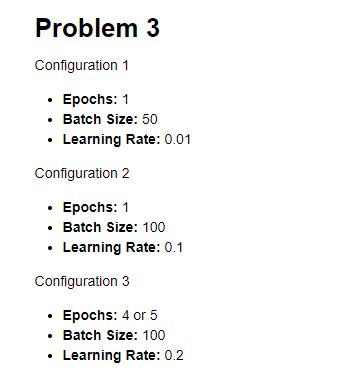 Problem 3
Configuration 1
Epochs: 1
Batch Size: 50
Learning Rate: 0.01
Configuration 2
Epochs: 1
Batch Size: 100
Learning Rate: 0.1
Configuration 3
Epochs: 4 or 5
Batch Size: 100
Learning Rate: 0.2